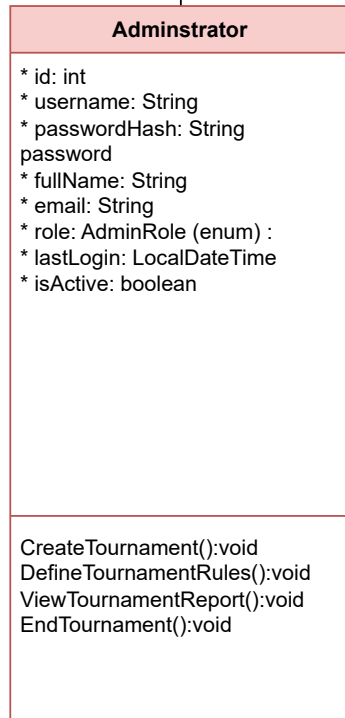 Adminstrator
* id: int
* username: String
* passwordHash: String
password
* fullName: String
* email: String
* role: AdminRole (enum) :
* lastLogin: LocalDateTime
* isActive: boolean
CreateTournament():void
DefineTournamentRules():void
ViewTournamentReport():void
EndTournament():void